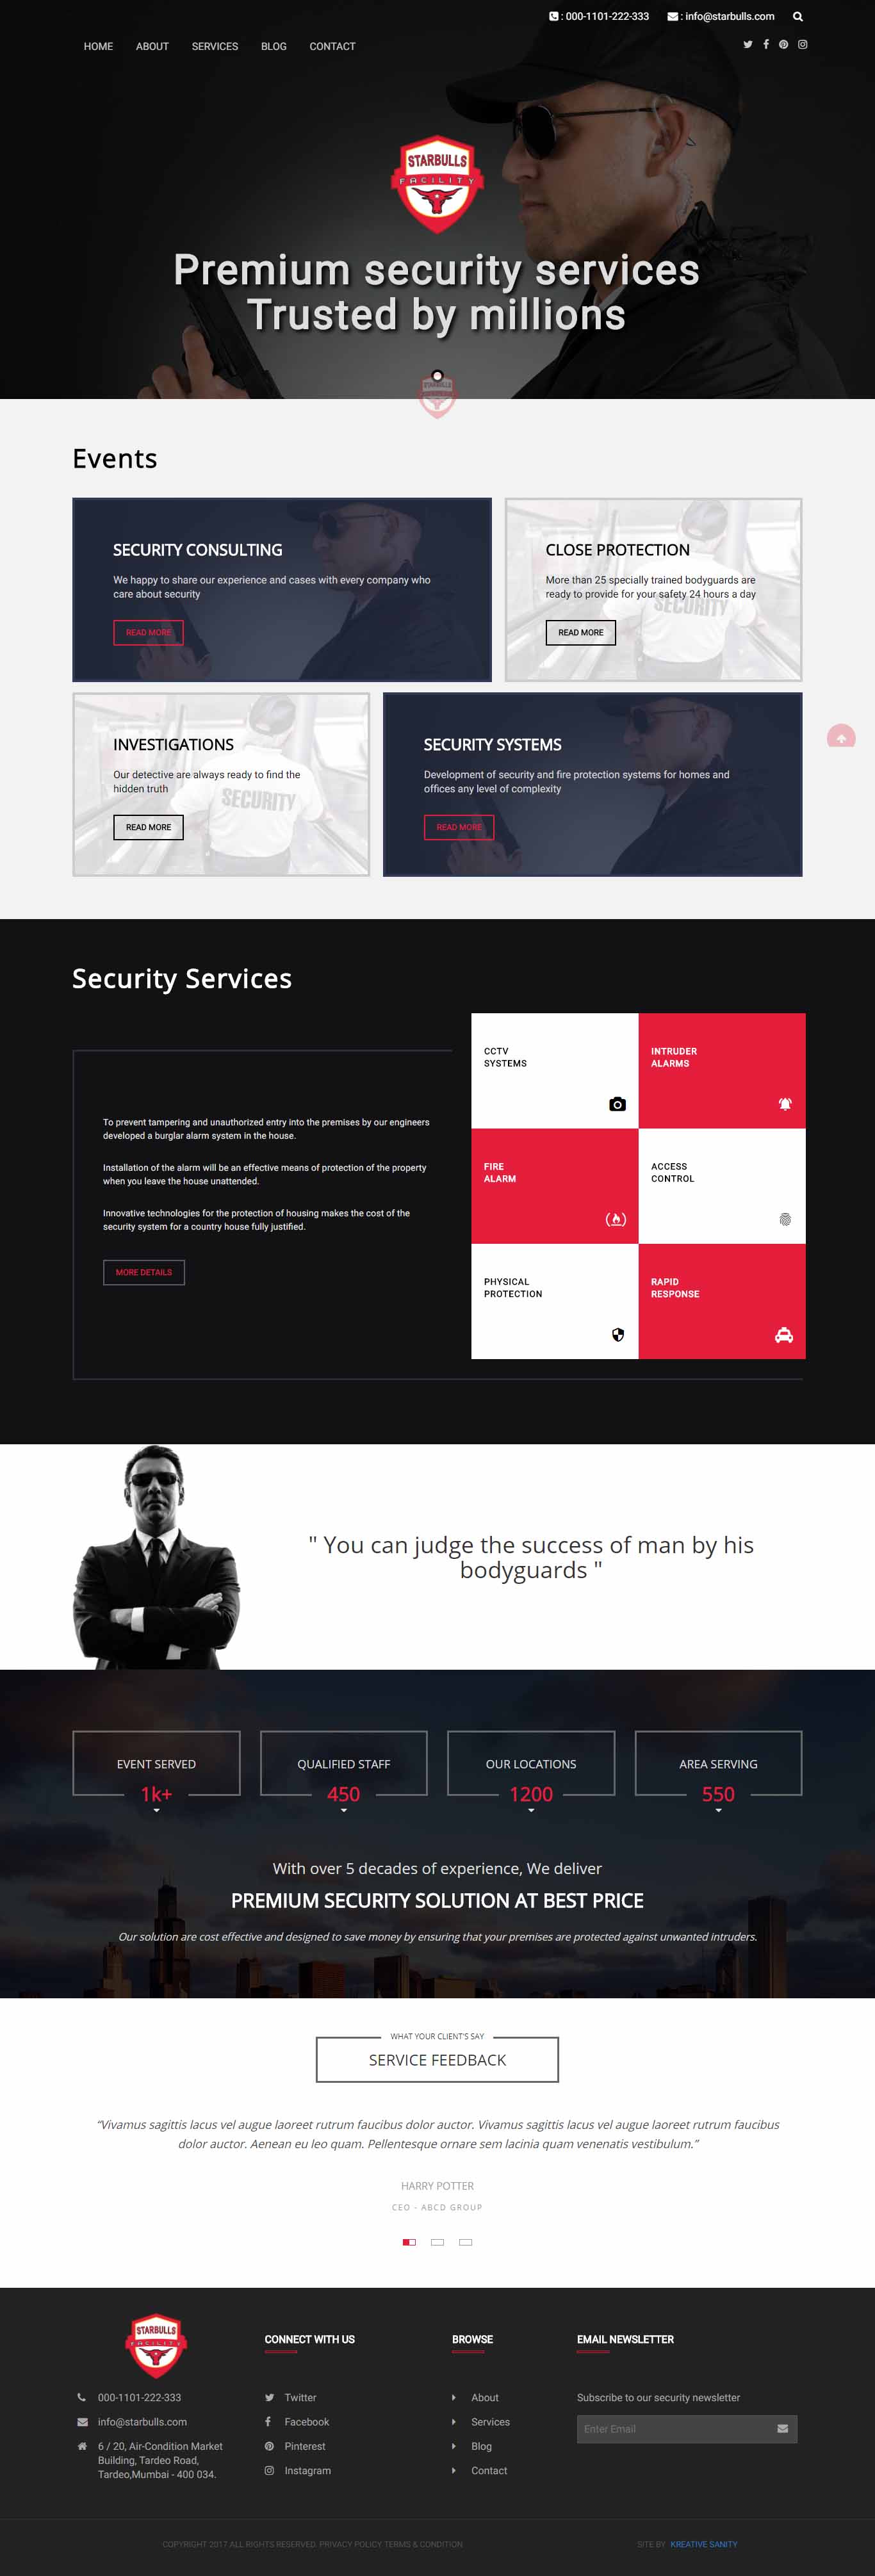 : 000-1101-222-333
: info@starbulls.com
HOME
ABOUT
SERVICES
BLOG
CONTACT
STARBULLS
FACILITY
Premium security services
Trusted by millions
Events
SECURITY CONSULTING
We happy to share our experience and cases with every company who
care about security
READ MORE
CLOSE PROTECTION
More than 25 specially trained bodyguards are
ready to provide for your safety 24 hours a day
SECURITY
READ MORE
INVESTIGATIONS
Our detective are always ready to find the
hidden truth
SECURITY
READ MORE
SECURITY SYSTEMS
Development of security and fire protection systems for homes and
offices any level of complexity
READ MORE
Security Services
To prevent tampering and unauthorized entry into the premises by our engineers
developed a burglar alarm system in the house.
Installation of the alarm will be an effective means of protection of the property
when you leave the house unattended.
Innovative technologies for the protection of housing makes the cost of the
security system for a country house fully justified.
MORE DETAILS
CCTV
SYSTEMS
INTRUDER
ALARMS
FIRE
ALARM
ACCESS
CONTROL
PHYSICAL
PROTECTION
RAPID
RESPONSE
" You can judge the success of man by his
bodyguards "
EVENT SERVED
1k+
QUALIFIED STAFF
450
OUR LOCATIONS
1200
AREA SERVING
550
With over 5 decades of experience, We deliver
PREMIUM SECURITY SOLUTION AT BEST PRICE
Our solution are cost effective and designed to save money by ensuring that your premises are protected against unwanted intruders.
WHAT YOUR CLIENT'S SAY
SERVICE FEEDBACK
“Vivamus sagittis lacus vel augue laoreet rutrum faucibus dolor auctor. Vivamus sagittis lacus vel augue laoreet rutrum faucibus
dolor auctor. Aenean eu leo quam. Pellentesque ornare sem lacinia quam venenatis vestibulum.”
HARRY POTTER
CEO - ABCD GROUP
STARBULLS
FACILITY
000-1101-222-333
info@starbulls.com
6 / 20, Air-Condition Market
Building, Tardeo Road,
Tardeo,Mumbai - 400 034.
CONNECT WITH US
Twitter
Facebook
Pinterest
Instagram
BROWSE
About
Services
Blog
Contact
EMAIL NEWSLETTER
Subscribe to our security newsletter
Enter Email
COPYRIGHT 2017 ALL RIGHTS RESERVED. PRIVACY POLICY TERMS & CONDITION
SITE BY KREATIVE SANITY